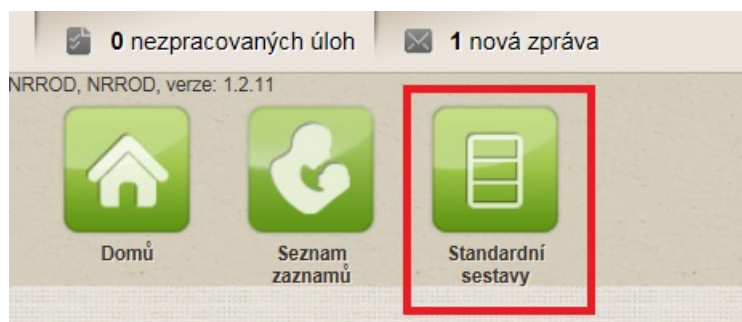 0 nezpracovaných úloh
1 nová zpráva
NRROD, NRROD, verze: 1.2.11
Domů
Seznam
zaznamů
Standardní
sestavy